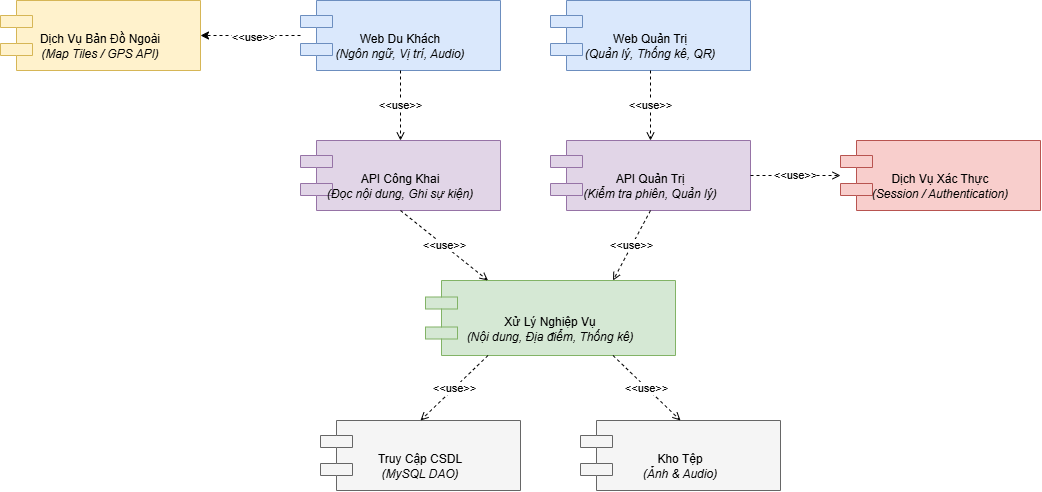 Dịch Vụ Bản Đồ Ngoài
(Map Tiles / GPS API)
<<use>>
Web Du Khách
(Ngôn ngữ, Vị trí, Audio)
Web Quản Trị
(Quản lý, Thống kê, QR)
<<use>>
<<use>>
API Công Khai
(Đọc nội dung, Ghi sự kiện)
API Quản Trị
(Kiểm tra phiên, Quản lý)
<<use>>
Dịch Vụ Xác Thực
(Session / Authentication)
<<use>>
<<use>>
Xử Lý Nghiệp Vụ
(Nội dung, Địa điểm, Thống kê)
<<use>>
<<use>>
Truy Cập CSDL
(MySQL DAO)
Kho Tệp
(Ảnh & Audio)